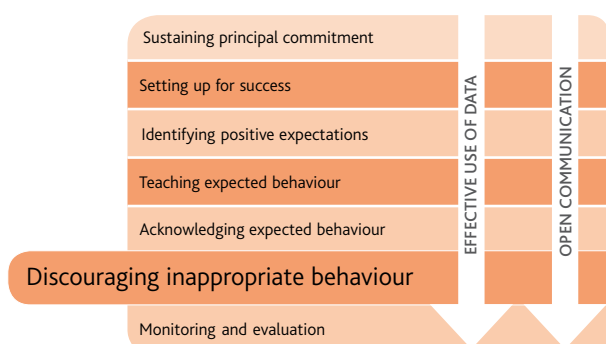 Sustaining principal commitment
Setting up for success
Identifying positive expectations
Teaching expected behaviour
Acknowledging expected behaviour
Discouraging inappropriate behaviour
Monitoring and evaluation
EFFECTIVE USE OF DATA
OPEN COMMUNICATION